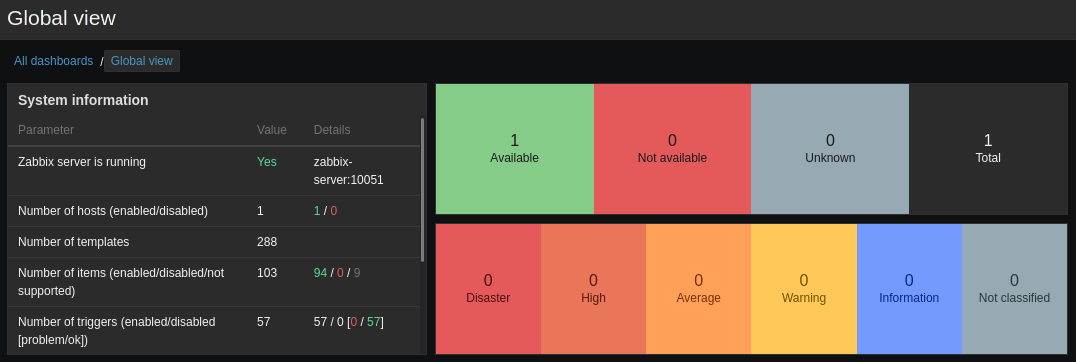 Global view
All dashboards / Global view
System information
Parameter Value Details
Zabbix server is running Yes zabbix-
server:10051
Number of hosts (enabled/disabled) 1 1 / 0
Number of templates 288
Number of items (enabled/disabled/not 103 94 / 0 / 9
supported)
Number of triggers (enabled/disabled 57 57 / 0 [0 / 57]
[problem/ok])
1 0 0 1
Available Not available Unknown Total
0 0 0 0 0 0
Disaster High Average Warning Information Not classified